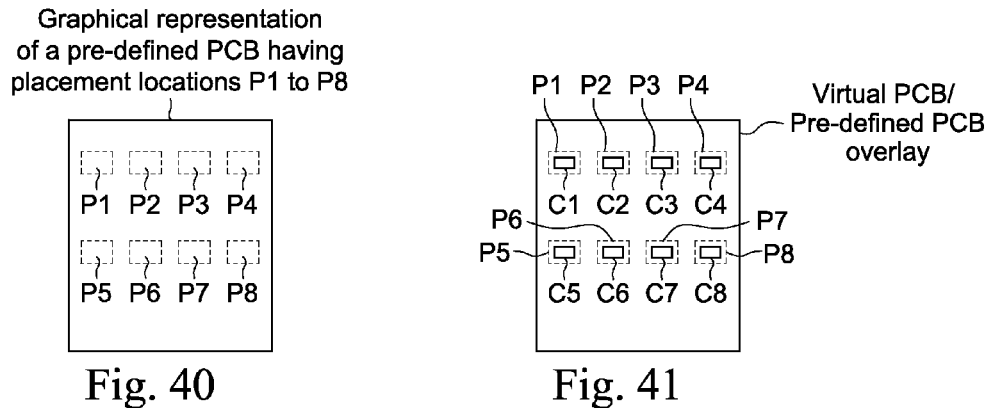 Graphical representation
of a pre-defined PCB having
placement locations P1 to P8
P1 P2 P3 P4
P5 P6 P7 P8
Fig. 40
P1 P2 P3 P4
Virtual PCB/
Pre-defined PCB
overlay
C1 C2 C3 C4
P6 P7
P5 P8
C5 C6 C7 C8
Fig. 41